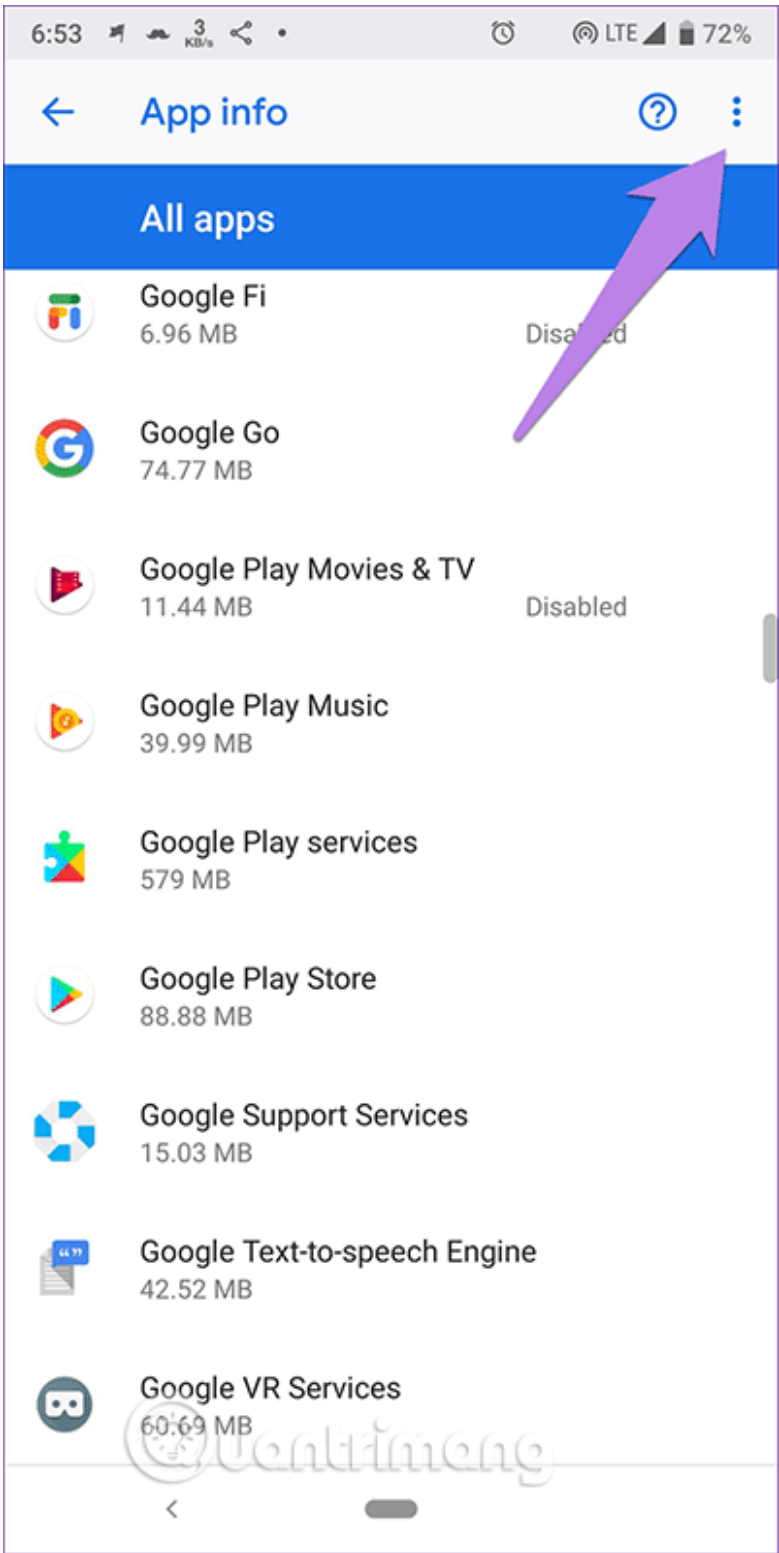 6:53 3 KB/s LTE 72%
App info
All apps
Google Fi
6.96 MB Disabled
Google Go
74.77 MB
Google Play Movies & TV
11.44 MB Disabled
Google Play Music
39.99 MB
Google Play services
579 MB
Google Play Store
88.88 MB
Google Support Services
15.03 MB
Google Text-to-speech Engine
42.52 MB
Google VR Services
60.69 MB
Quantrimang